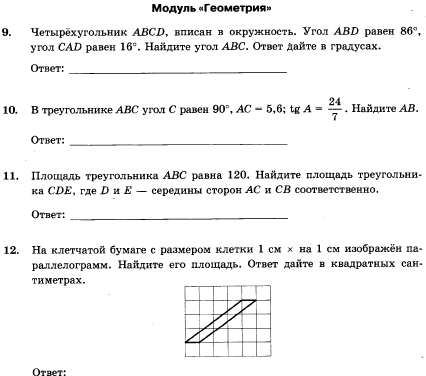 Модуль «Геометрия»
9. Четырёхугольник ABCD, вписан в окружность. Угол ABD равен 86°,
угол CAD равен 16°. Найдите угол ABC. Ответ дайте в градусах.
Ответ:
10. В треугольнике ABC угол C равен 90°, AC = 5,6; tg A = 24/7. Найдите AB.
Ответ:
11. Площадь треугольника ABC равна 120. Найдите площадь треугольни-
ка CDE, где D и E — середины сторон AC и CB соответственно.
Ответ:
12. На клетчатой бумаге с размером клетки 1 см × на 1 см изображён па-
раллелограмм. Найдите его площадь. Ответ дайте в квадратных сан-
тиметрах.
Ответ: